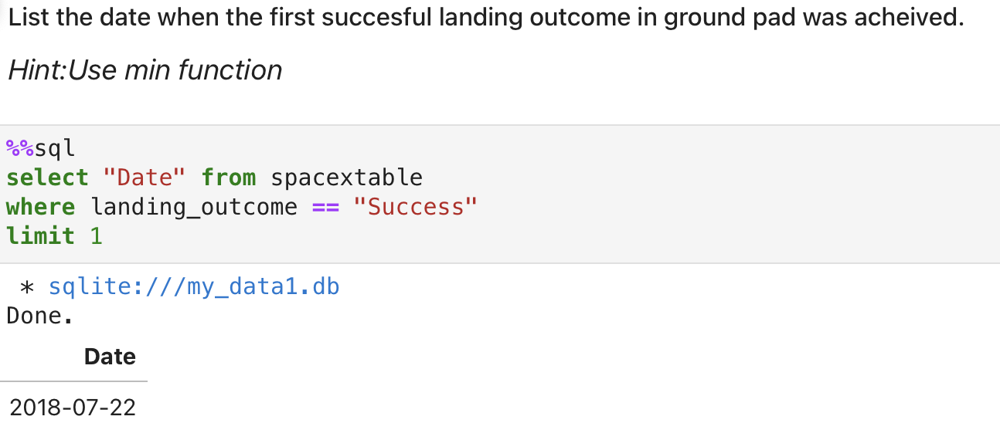 List the date when the first succesful landing outcome in ground pad was acheived.
Hint:Use min function
%%sql
select "Date" from spacextable
where landing_outcome == "Success"
limit 1
* sqlite:///my_data1.db
Done.
Date
2018-07-22